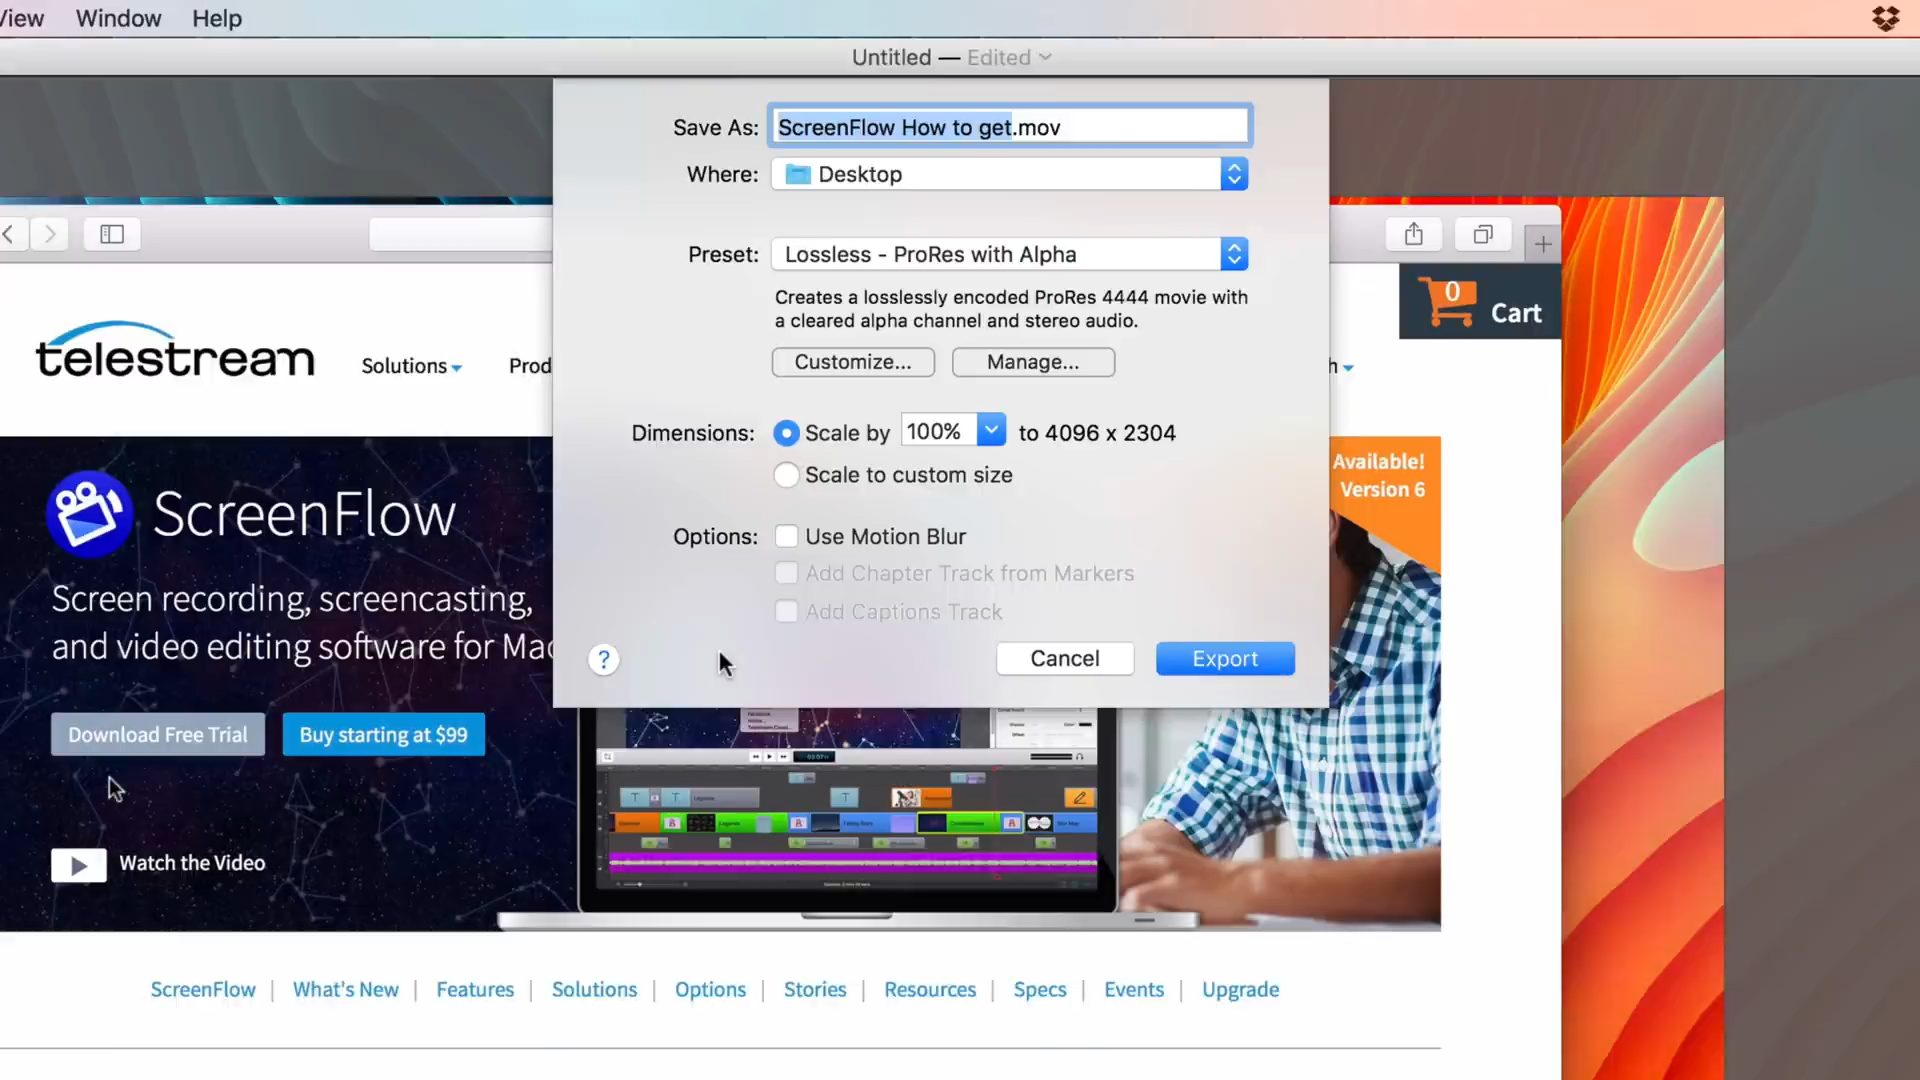 View Window Help
Untitled — Edited
Save As: ScreenFlow How to get.mov
Where: Desktop
Preset: Lossless - ProRes with Alpha
Creates a losslessly encoded ProRes 4444 movie with
a cleared alpha channel and stereo audio.
Customize... Manage...
Dimensions: Scale by 100% to 4096 x 2304
Scale to custom size
Options: Use Motion Blur
Add Chapter Track from Markers
Add Captions Track
? Cancel Export
0 Cart
telestream Solutions Prod h
Available!
Version 6
ScreenFlow
Screen recording, screencasting,
and video editing software for Mac
Download Free Trial Buy starting at $99
Watch the Video
ScreenFlow | What's New | Features | Solutions | Options | Stories | Resources | Specs | Events | Upgrade